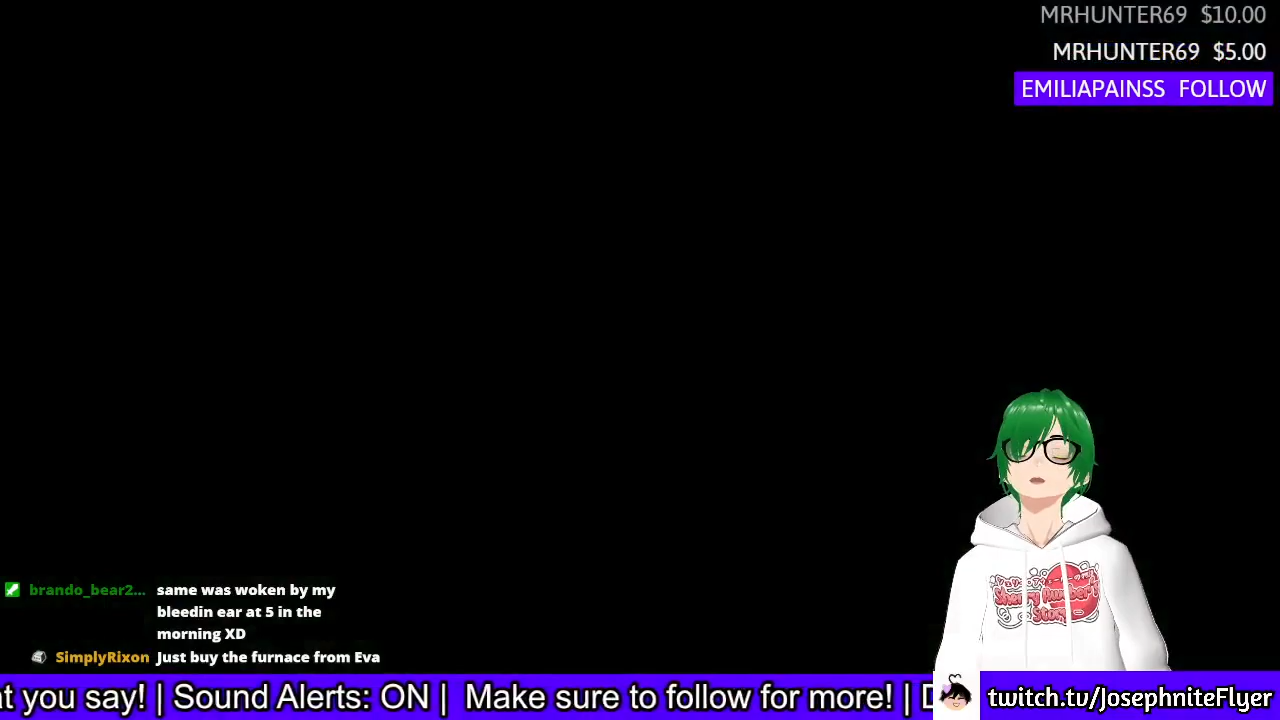 MRHUNTER69 $10.00
MRHUNTER69 $5.00
EMILIAPAINSS FOLLOW
brando_bear2... same was woken by my
bleedin ear at 5 in the
morning XD
SimplyRixon Just buy the furnace from Eva
Story
t you say! | Sound Alerts: ON | Make sure to follow for more! |
twitch.tv/JosephniteFlyer